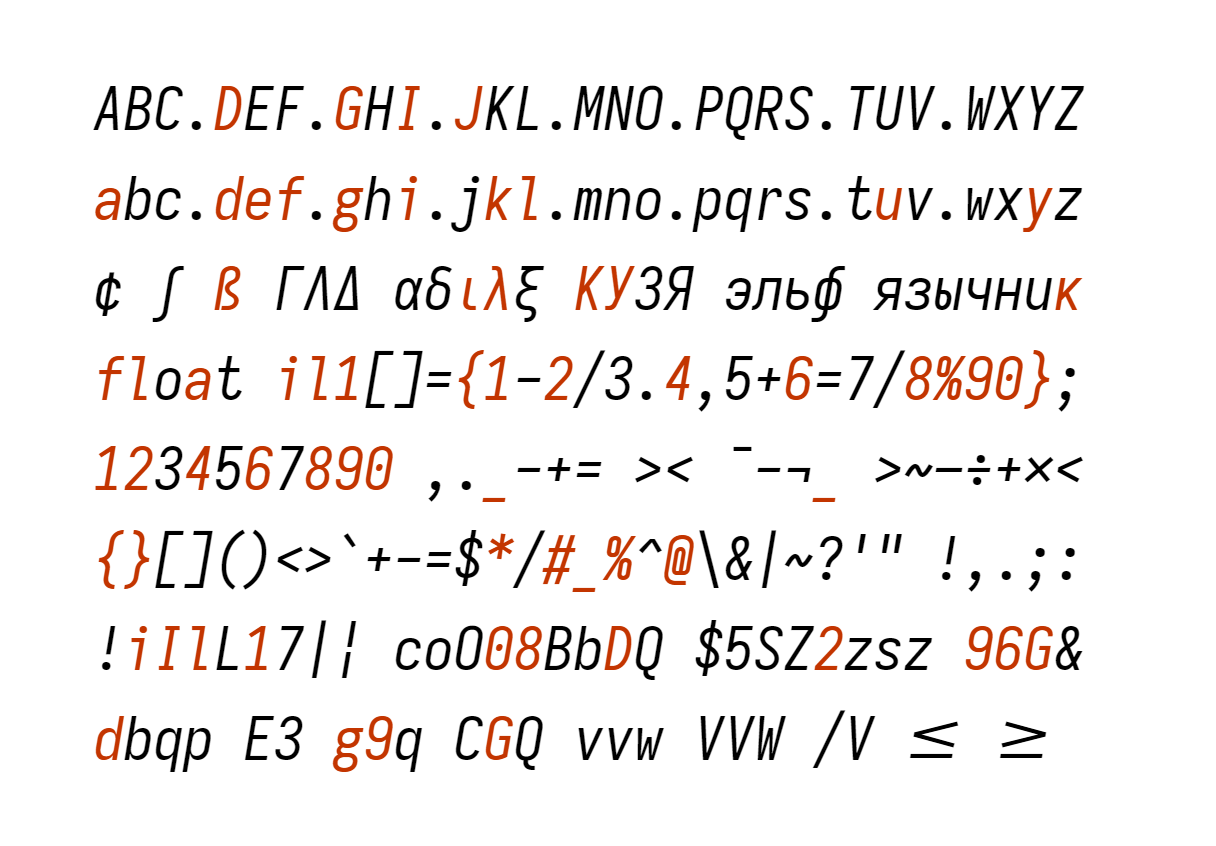 ABC.DEF.GHI.JKL.MNO.PQRS.TUV.WXYZ
abc.def.ghi.jkl.mno.pqrs.tuv.wxyz
¢ ∫ ß ΓΛΔ αδιλξ КУЗЯ эльф язычник
float il1[]={1-2/3.4,5+6=7/8%90};
1234567890 ,._-+= >< ¯-¬_ >~–÷+×<
{}[]()<>`+-=$*/#_%^@\&|~?'" !,.;:
!iIlL17|¦ coO08BbDQ $5SZ2zsz 96G&
dbqp E3 g9q CGQ vvw VVW /V ≤ ≥